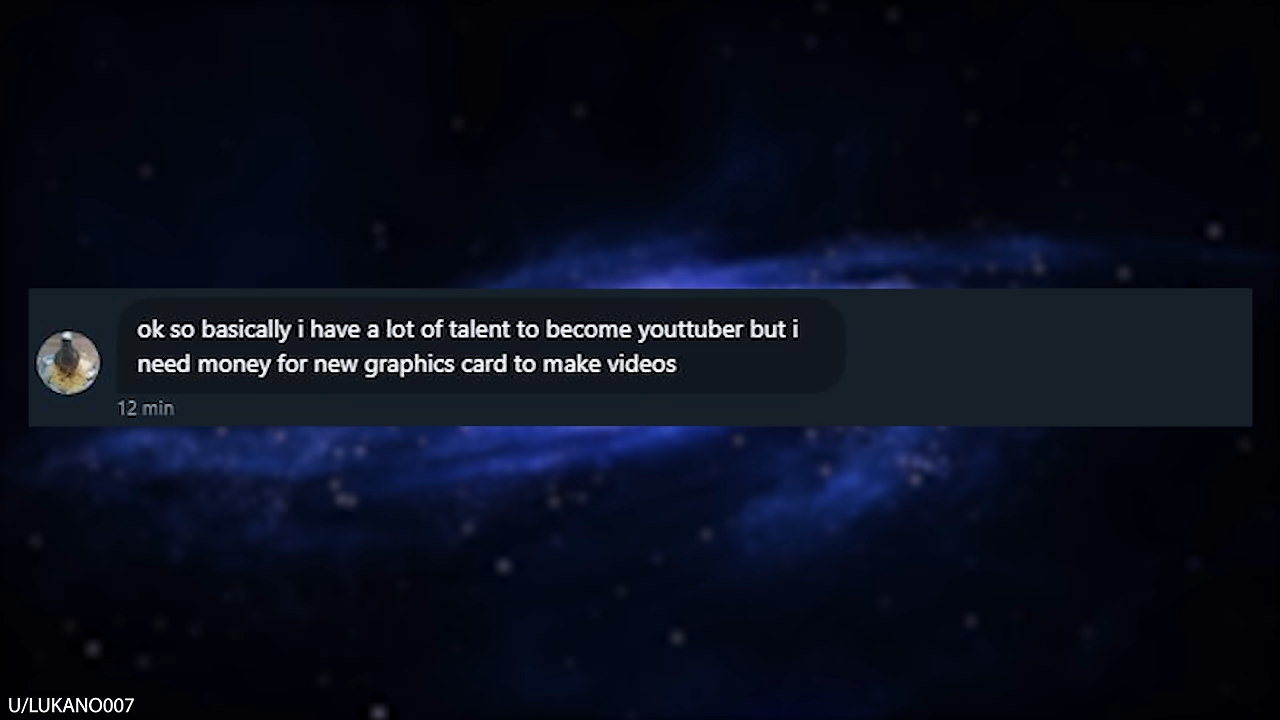 ok so basically i have a lot of talent to become youttuber but i
need money for new graphics card to make videos
12 min
U/LUKANO007